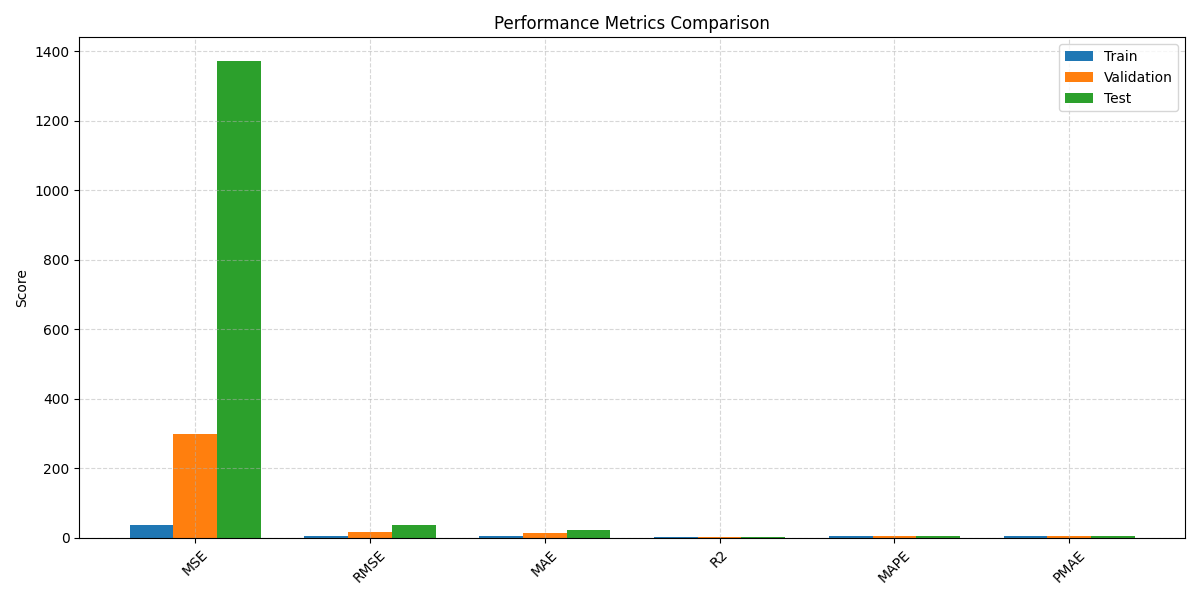 Performance Metrics Comparison
Train
Validation
Test
Score
1400
1200
1000
800
600
400
200
0
MSE
RMSE
MAE
R2
MAPE
PMAE